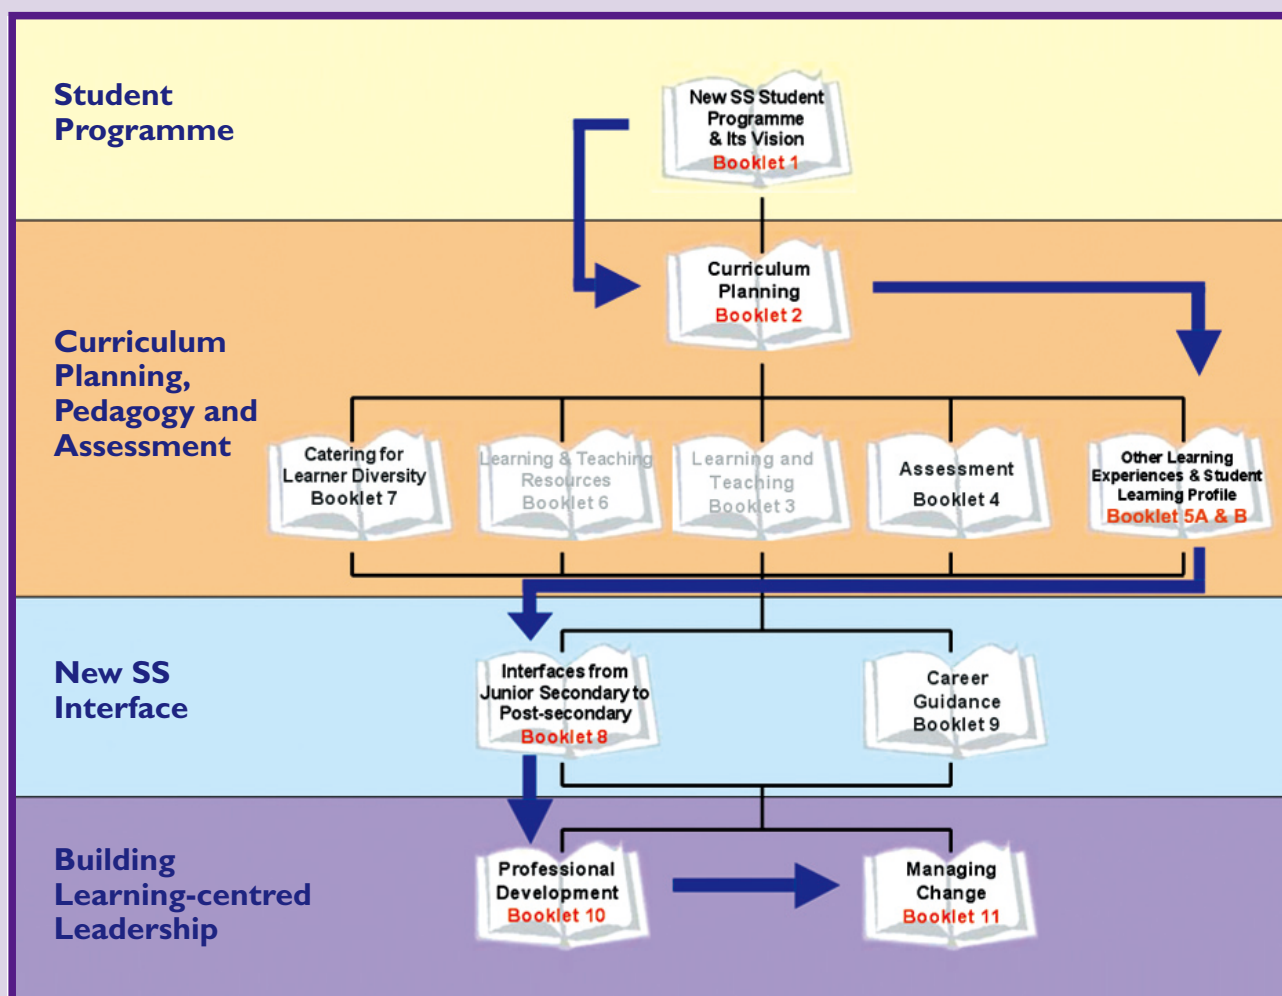 Student
Programme
New SS Student
Programme
& Its Vision
Booklet 1
Curriculum
Planning,
Pedagogy and
Assessment
Curriculum
Planning
Booklet 2
Catering for
Learner Diversity
Booklet 7
Learning & Teaching
Resources
Booklet 6
Learning and
Teaching
Booklet 3
Assessment
Booklet 4
Other Learning
Experiences & Student
Learning Profile
Booklet 5A & B
New SS
Interface
Interfaces from
Junior Secondary to
Post-secondary
Booklet 8
Career
Guidance
Booklet 9
Building
Learning-centred
Leadership
Professional
Development
Booklet 10
Managing
Change
Booklet 11